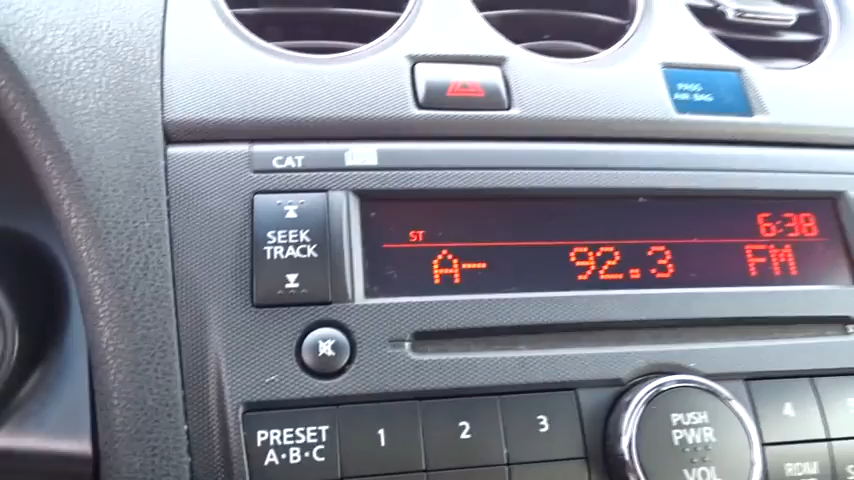 PASS
AIR BAG
CAT
SEEK
TRACK
ST 6:38
A-- 92.3 FM
PRESET
A·B·C
1 2 3
PUSH
PWR
VOL
4
RDM